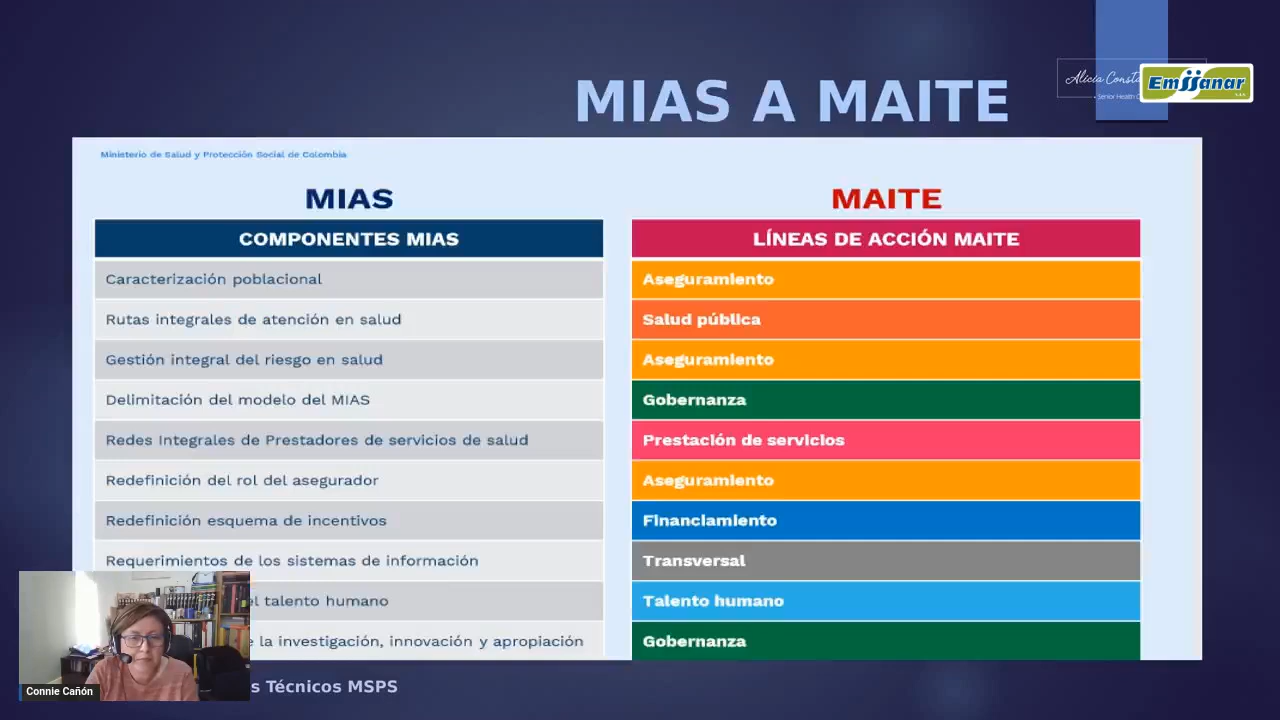 MIAS A MAITE
Alicia
Senior Health
Emssanar
Ministerio de Salud y Protección Social de Colombia
MIAS
MAITE
COMPONENTES MIAS
LÍNEAS DE ACCIÓN MAITE
Caracterización poblacional
Aseguramiento
Rutas integrales de atención en salud
Salud pública
Gestión integral del riesgo en salud
Aseguramiento
Delimitación del modelo del MIAS
Gobernanza
Redes Integrales de Prestadores de servicios de salud
Prestación de servicios
Redefinición del rol del asegurador
Aseguramiento
Redefinición esquema de incentivos
Financiamiento
Requerimientos de los sistemas de información
Transversal
talento humano
Talento humano
la investigación, innovación y apropiación
Gobernanza
Técnicos MSPS
Connie Cañón